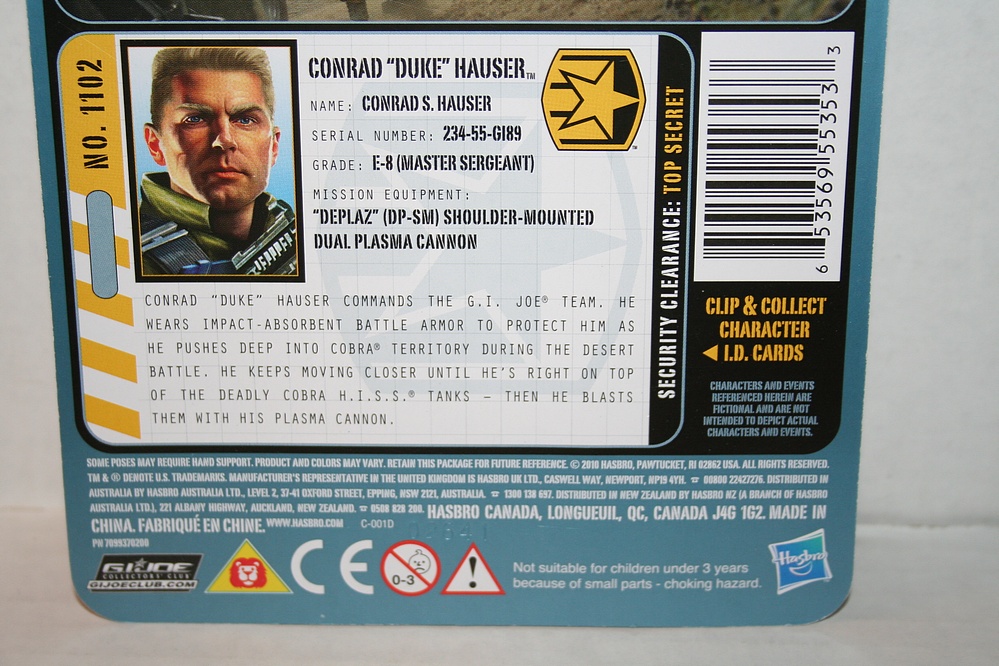 NO. 1102
CONRAD "DUKE" HAUSER™
NAME: CONRAD S. HAUSER
SERIAL NUMBER: 234-55-GI89
GRADE: E-8 (MASTER SERGEANT)
MISSION EQUIPMENT:
"DEPLAZ" (DP-SM) SHOULDER-MOUNTED
DUAL PLASMA CANNON
CONRAD "DUKE" HAUSER COMMANDS THE G.I. JOE® TEAM. HE
WEARS IMPACT-ABSORBENT BATTLE ARMOR TO PROTECT HIM AS
HE PUSHES DEEP INTO COBRA® TERRITORY DURING THE DESERT
BATTLE. HE KEEPS MOVING CLOSER UNTIL HE'S RIGHT ON TOP
OF THE DEADLY COBRA H.I.S.S.® TANKS – THEN HE BLASTS
THEM WITH HIS PLASMA CANNON.
SECURITY CLEARANCE: TOP SECRET
6 53569 55353 3
CLIP & COLLECT
CHARACTER
I.D. CARDS
CHARACTERS AND EVENTS
REFERENCED HEREIN ARE
FICTIONAL AND ARE NOT
INTENDED TO DEPICT ACTUAL
CHARACTERS AND EVENTS.
SOME POSES MAY REQUIRE HAND SUPPORT. PRODUCT AND COLORS MAY VARY. RETAIN THIS PACKAGE FOR FUTURE REFERENCE. © 2010 HASBRO, PAWTUCKET, RI 02862 USA. ALL RIGHTS RESERVED.
TM & ® DENOTE U.S. TRADEMARKS. MANUFACTURER'S REPRESENTATIVE IN THE UNITED KINGDOM IS HASBRO UK LTD., CASWELL WAY, NEWPORT, NP19 4YH. ☎ 00800 22427276. DISTRIBUTED IN
AUSTRALIA BY HASBRO AUSTRALIA LTD., LEVEL 2, 37-41 OXFORD STREET, EPPING, NSW 2121, AUSTRALIA. ☎ 1300 138 697. DISTRIBUTED IN NEW ZEALAND BY HASBRO NZ (A BRANCH OF HASBRO
AUSTRALIA LTD.), 221 ALBANY HIGHWAY, AUCKLAND, NEW ZEALAND. ☎ 0508 828 200. HASBRO CANADA, LONGUEUIL, QC, CANADA J4G 1G2. MADE IN
CHINA. FABRIQUÉ EN CHINE. WWW.HASBRO.COM C-001D
PN 7099370200
G.I. JOE
COLLECTORS' CLUB
GIJOECLUB.COM
CE
0-3
Not suitable for children under 3 years
because of small parts - choking hazard.
Hasbro